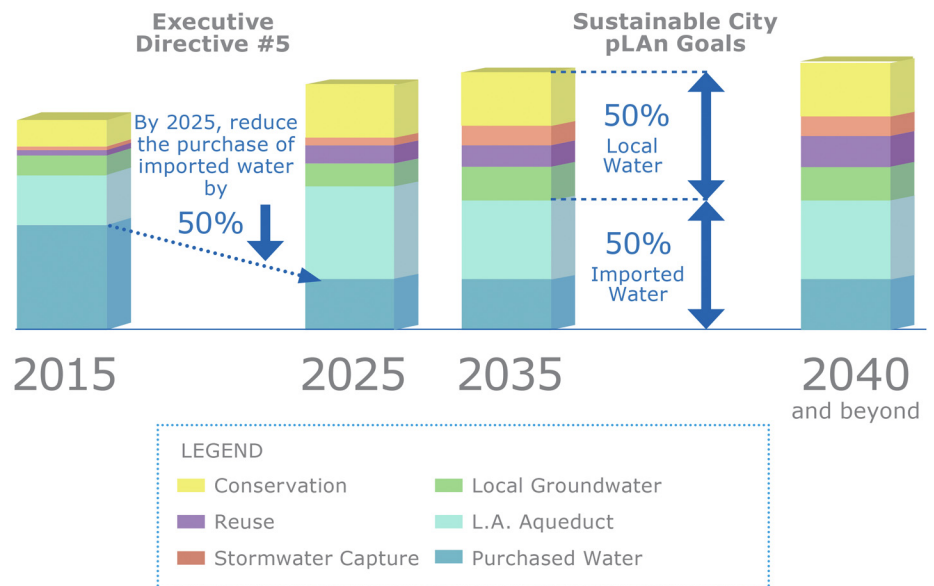 Executive
Directive #5
Sustainable City
pLAn Goals
By 2025, reduce
the purchase of
imported water
by
50%
50%
Local
Water
50%
Imported
Water
2015
2025
2035
2040
and beyond
LEGEND
Conservation
Local Groundwater
Reuse
L.A. Aqueduct
Stormwater Capture
Purchased Water